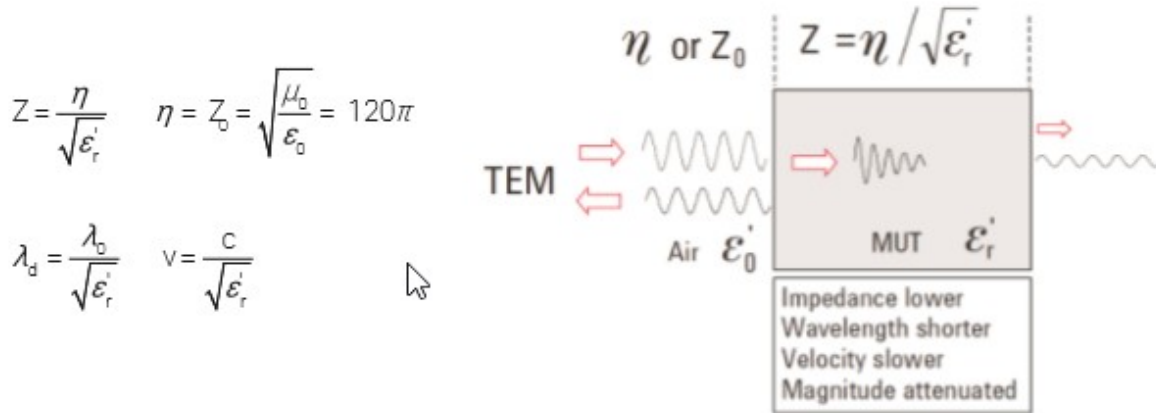 Z = η / √ε′r    η = Z0 = √(μ0 / ε0) = 120π
λd = λ0 / √ε′r    v = c / √ε′r
η or Z0    Z = η / √ε′r
TEM
Air ε′0    MUT ε′r
Impedance lower
Wavelength shorter
Velocity slower
Magnitude attenuated